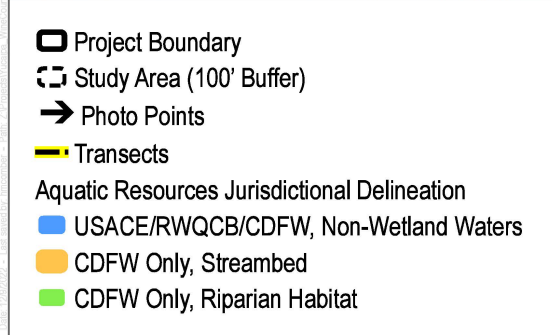 Project Boundary
Study Area (100’ Buffer)
Photo Points
Transects
Aquatic Resources Jurisdictional Delineation
USACE/RWQCB/CDFW, Non-Wetland Waters
CDFW Only, Streambed
CDFW Only, Riparian Habitat